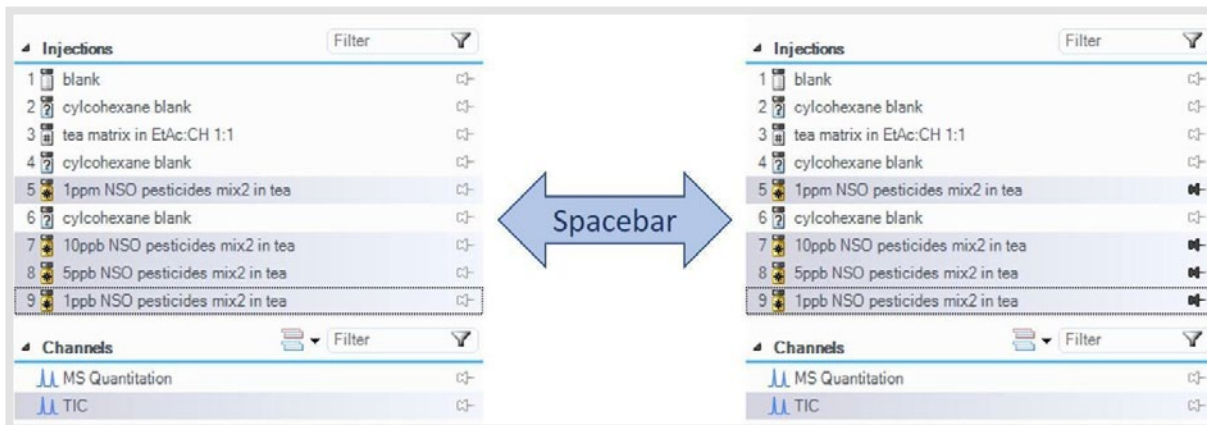 Injections Filter
1 blank
2 cylcohexane blank
3 tea matrix in EtAc:CH 1:1
4 cylcohexane blank
5 1ppm NSO pesticides mix2 in tea
6 cylcohexane blank
7 10ppb NSO pesticides mix2 in tea
8 5ppb NSO pesticides mix2 in tea
9 1ppb NSO pesticides mix2 in tea
Channels Filter
MS Quantitation
TIC
Spacebar
Injections Filter
1 blank
2 cylcohexane blank
3 tea matrix in EtAc:CH 1:1
4 cylcohexane blank
5 1ppm NSO pesticides mix2 in tea
6 cylcohexane blank
7 10ppb NSO pesticides mix2 in tea
8 5ppb NSO pesticides mix2 in tea
9 1ppb NSO pesticides mix2 in tea
Channels Filter
MS Quantitation
TIC